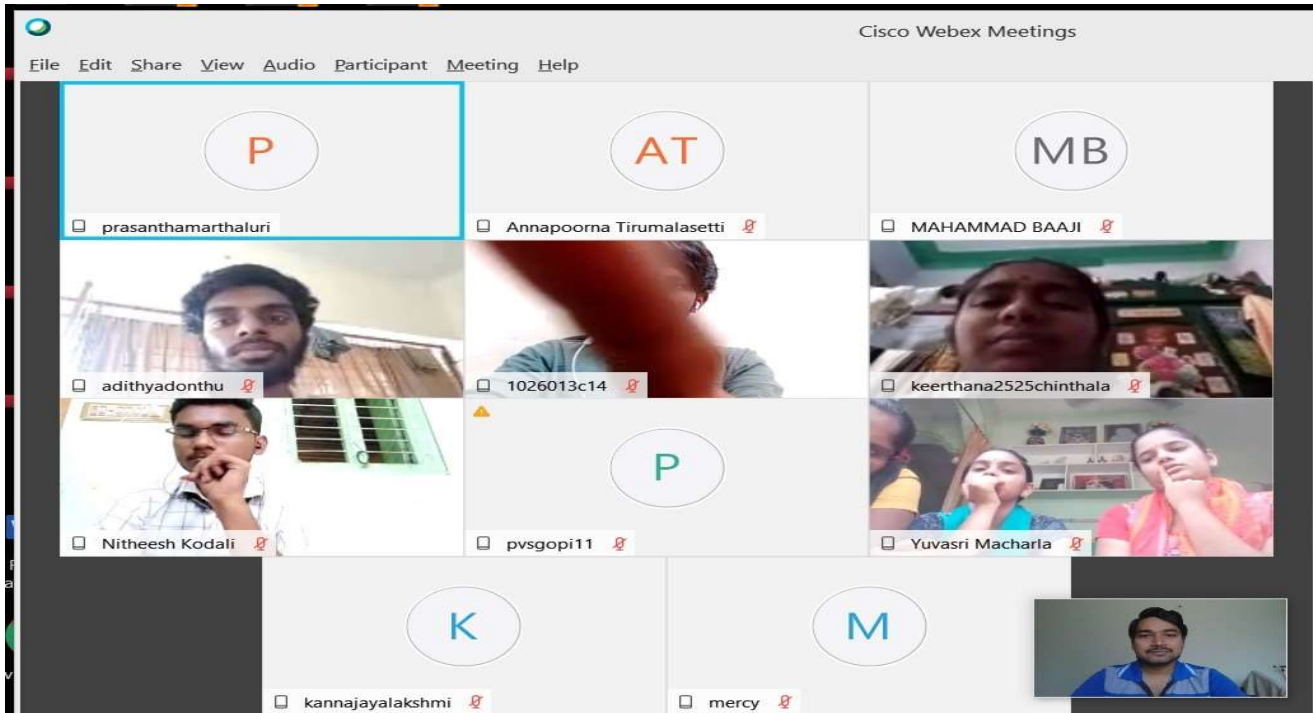 Cisco Webex Meetings
File Edit Share View Audio Participant Meeting Help
P
AT
MB
prasanthamarthaluri
Annapoorna Tirumalasetti
MAHAMMAD BAAJI
adithyadonthu
1026013c14
keerthana2525chinthala
P
Nitheesh Kodali
pvsgopi11
Yuvasri Macharla
K
M
kannajayalakshmi
mercy